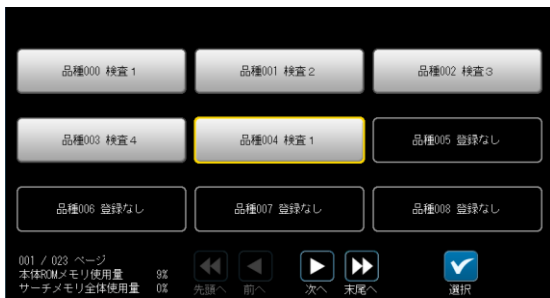 品種000 検査1
品種001 検査2
品種002 検査3
品種003 検査4
品種004 検査1
品種005 登録なし
品種006 登録なし
品種007 登録なし
品種008 登録なし
001 / 023 ページ
本体ROMメモリ使用量 9%
サーチメモリ全体使用量 0%
先頭へ
前へ
次へ
末尾へ
選択